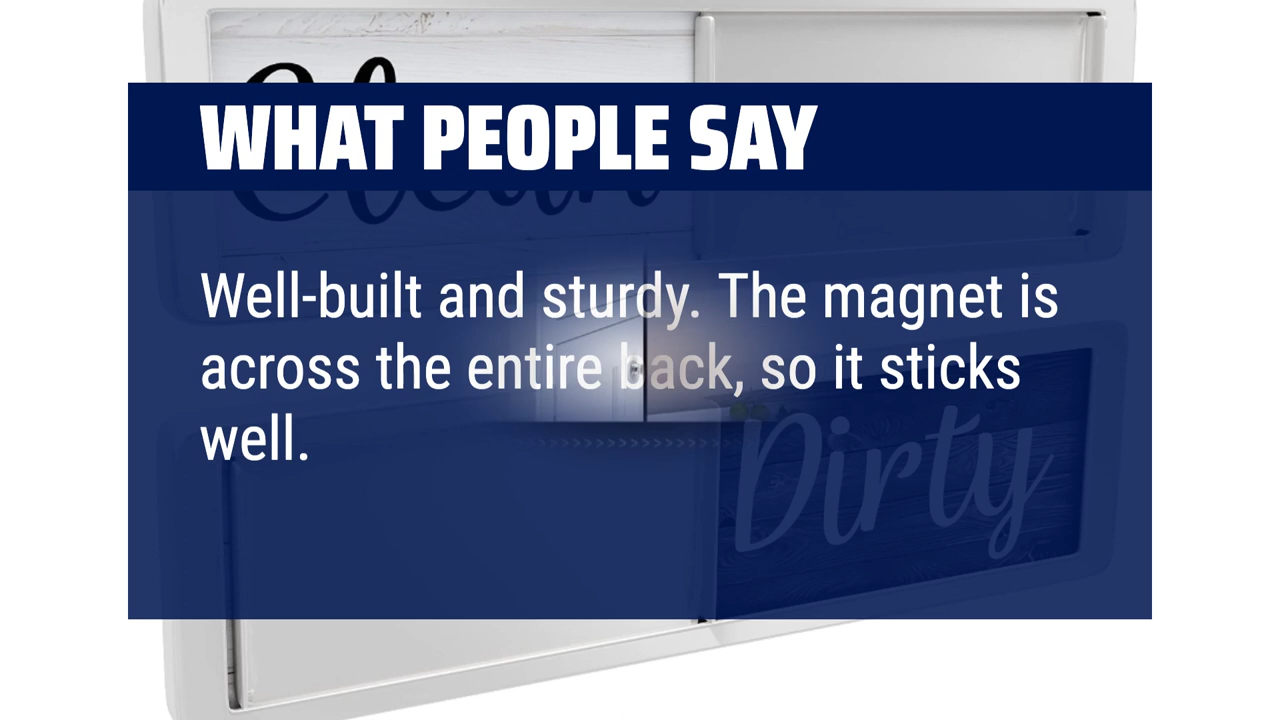 Clean
WHAT PEOPLE SAY
Well-built and sturdy. The magnet is
across the entire back, so it sticks
well.
Dirty